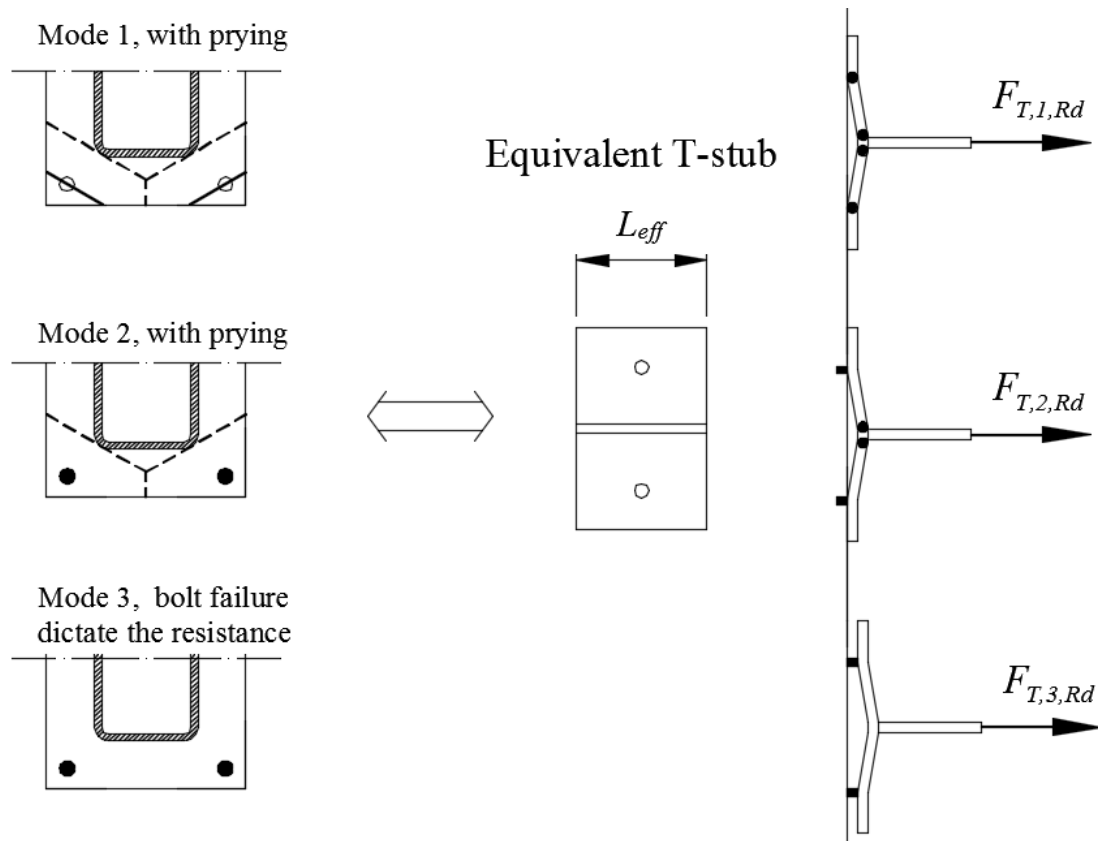 Mode 1, with prying
Equivalent T-stub
L_eff
Mode 2, with prying
Mode 3, bolt failure
dictate the resistance
F_T,1,Rd
F_T,2,Rd
F_T,3,Rd